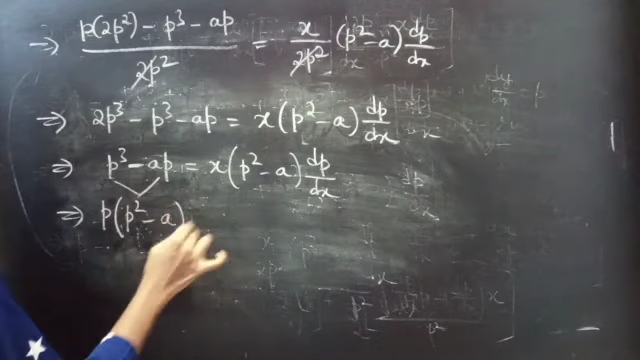 ⇒ p(2p²) - p³ - ap / 2p² = x / 2p² (p² - a) dp/dx
⇒ 2p³ - p³ - ap = x(p² - a) dp/dx
⇒ p³ - ap = x(p² - a) dp/dx
⇒ p(p² - a)